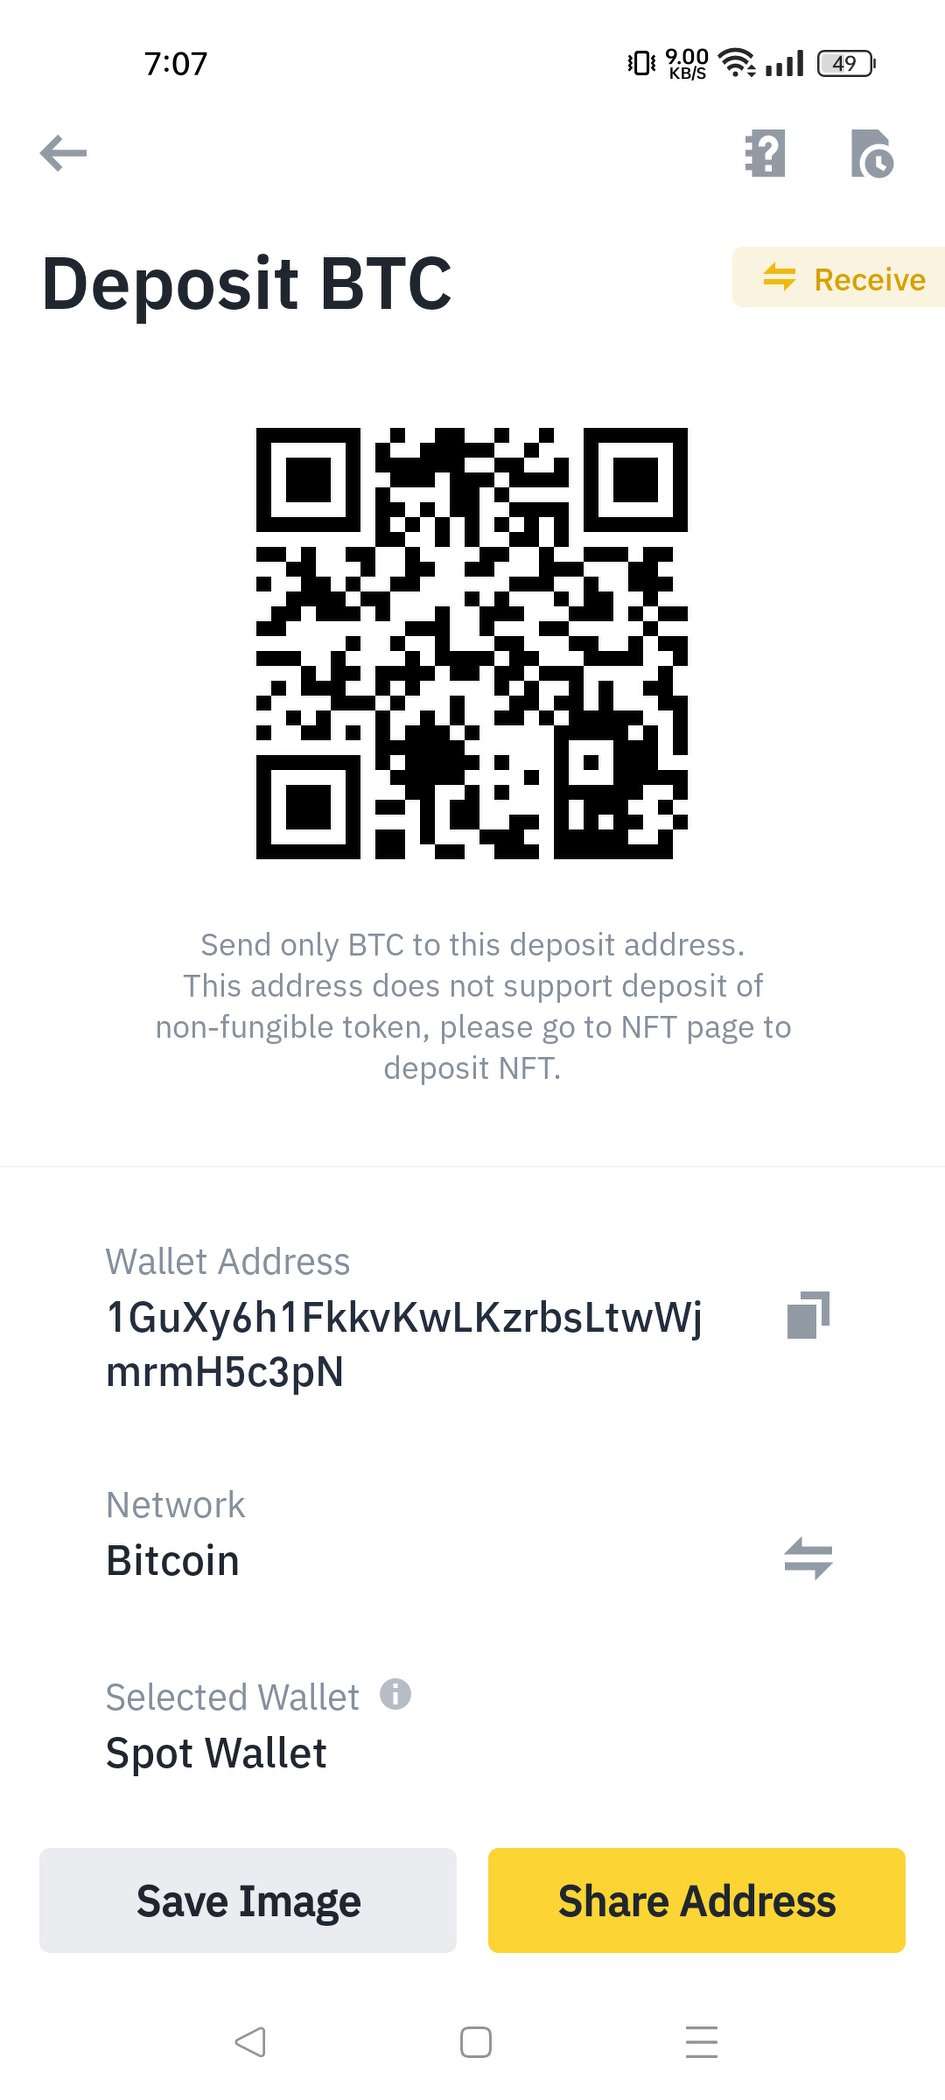 7:07
9.00
KB/S
49
Deposit BTC
Receive
Send only BTC to this deposit address.
This address does not support deposit of
non-fungible token, please go to NFT page to
deposit NFT.
Wallet Address
1GuXy6h1FkkvKwLKzrbsLtwWj
mrmH5c3pN
Network
Bitcoin
Selected Wallet
Spot Wallet
Save Image
Share Address